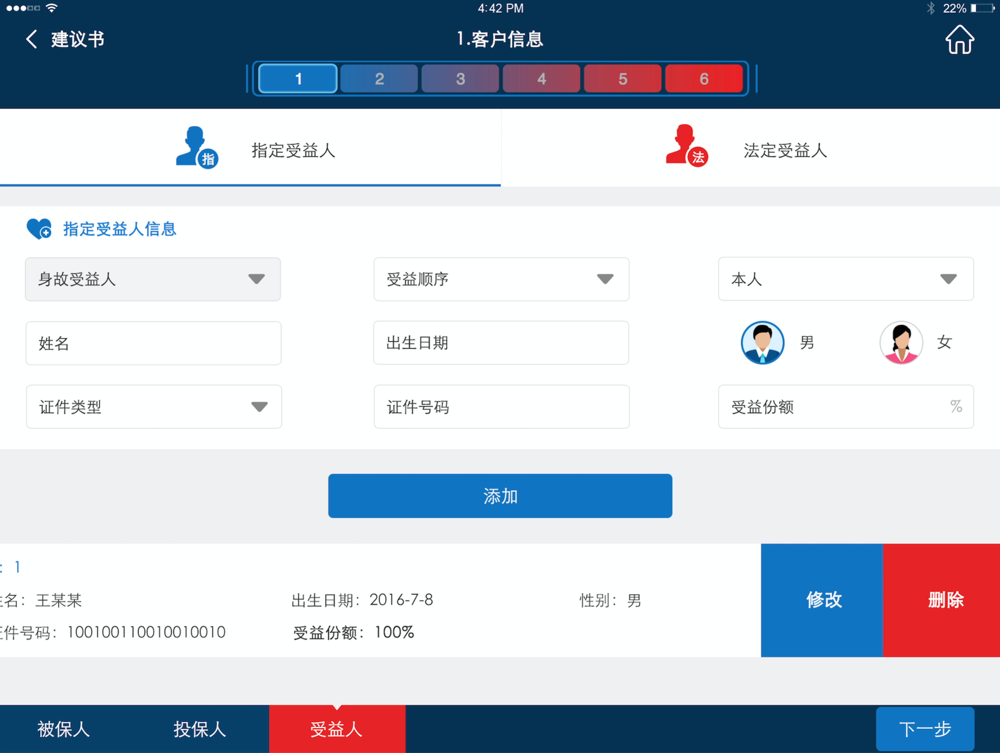 4:42 PM
22%
建议书
1.客户信息
1 2 3 4 5 6
指 指定受益人
法 法定受益人
指定受益人信息
身故受益人 受益顺序 本人
姓名 出生日期 男 女
证件类型 证件号码 受益份额 %
添加
: 1
名: 王某某 出生日期: 2016-7-8 性别: 男
件号码: 100100110010010010 受益份额: 100%
修改 删除
被保人 投保人 受益人 下一步